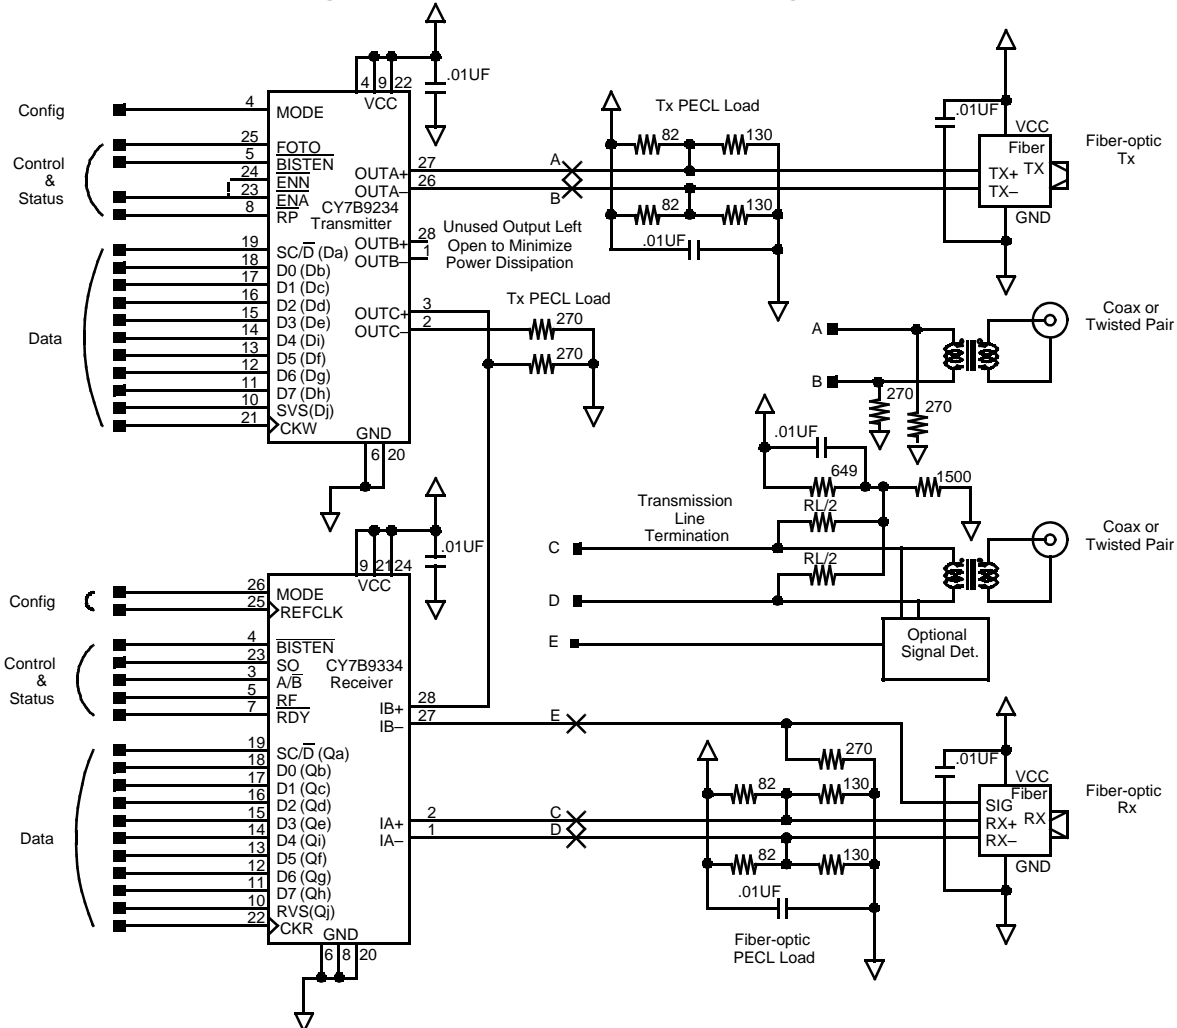 .01UF
4 9 22
VCC
Config
4
MODE
Control
&
Status
25
FOTO
5
BISTEN
24
ENN
23
ENA
8
RP
CY7B9234
Transmitter
OUTA+
27
OUTA–
26
OUTB+
28
OUTB–
1
OUTC+
3
OUTC–
2
Unused Output Left
Open to Minimize
Power Dissipation
Data
19
SC/D (Da)
18
D0 (Db)
17
D1 (Dc)
16
D2 (Dd)
15
D3 (De)
14
D4 (Di)
13
D5 (Df)
12
D6 (Dg)
11
D7 (Dh)
10
SVS(Dj)
21
CKW
GND
6 20
A
B
Tx PECL Load
82
130
82
130
.01UF
Tx PECL Load
270
270
.01UF
VCC
Fiber
TX+ TX
TX–
GND
Fiber-optic
Tx
A
B
270
270
Coax or
Twisted Pair
.01UF
649
1500
RL/2
RL/2
Transmission
Line
Termination
C
D
E
Optional
Signal Det.
Coax or
Twisted Pair
.01UF
9 21 24
VCC
Config
26
MODE
25
REFCLK
Control
&
Status
4
BISTEN
23
SO
3
A/B
5
RF
7
RDY
CY7B9334
Receiver
IB+
28
IB–
27
IA+
2
IA–
1
Data
19
SC/D (Qa)
18
D0 (Qb)
17
D1 (Qc)
16
D2 (Qd)
15
D3 (Qe)
14
D4 (Qi)
13
D5 (Qf)
12
D6 (Qg)
11
D7 (Qh)
10
RVS(Qj)
22
CKR
GND
6 8 20
E
C
D
270
82
130
82
130
.01UF
Fiber-optic
PECL Load
.01UF
VCC
Fiber
SIG
RX+ RX
RX–
GND
Fiber-optic
Rx